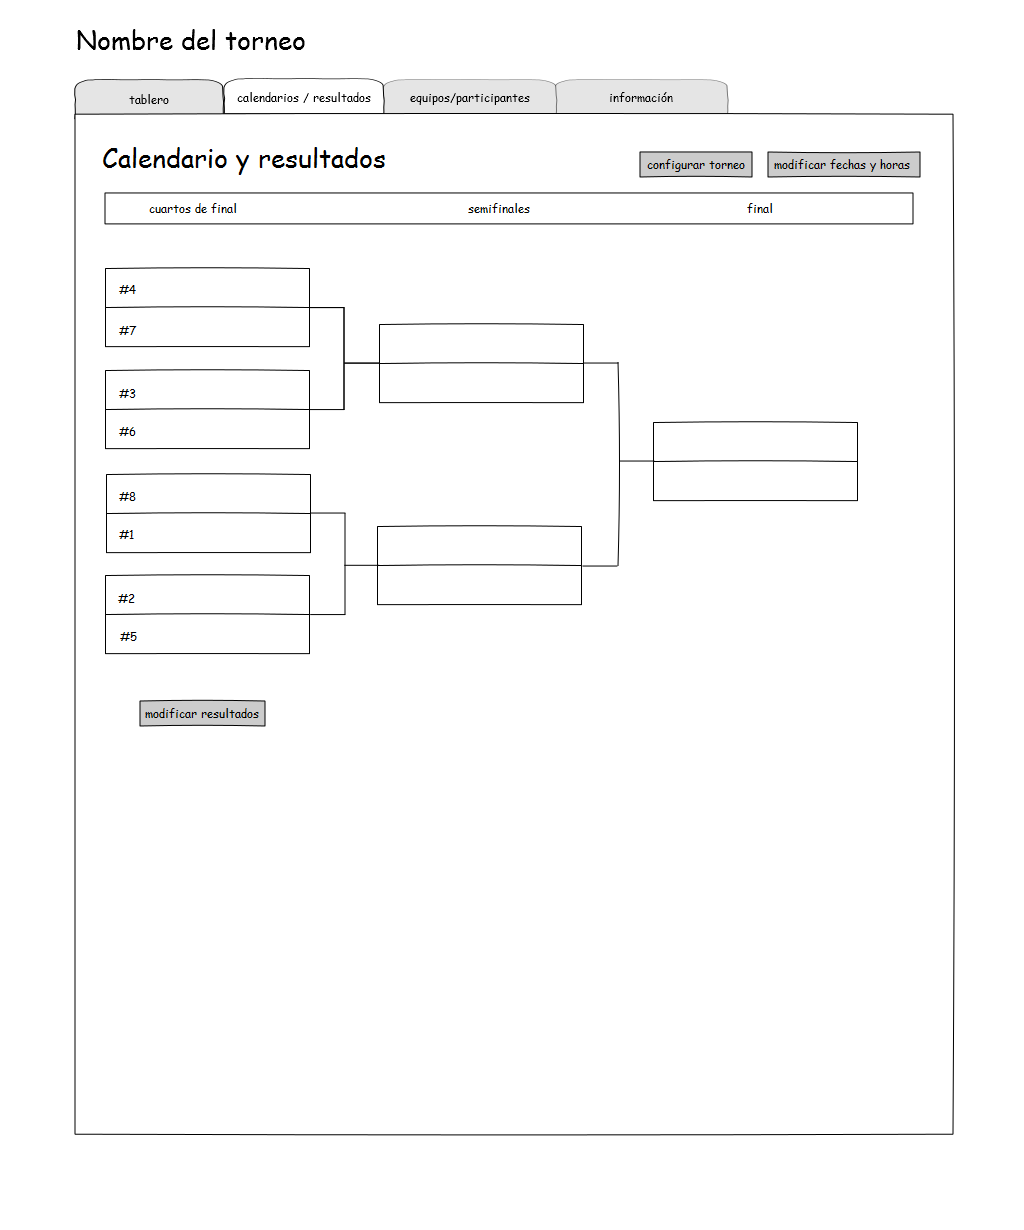 Nombre del torneo
tablero
calendarios / resultados
equipos/participantes
información
Calendario y resultados
configurar torneo
modificar fechas y horas
cuartos de final
semifinales
final
#4
#7
#3
#6
#8
#1
#2
#5
modificar resultados